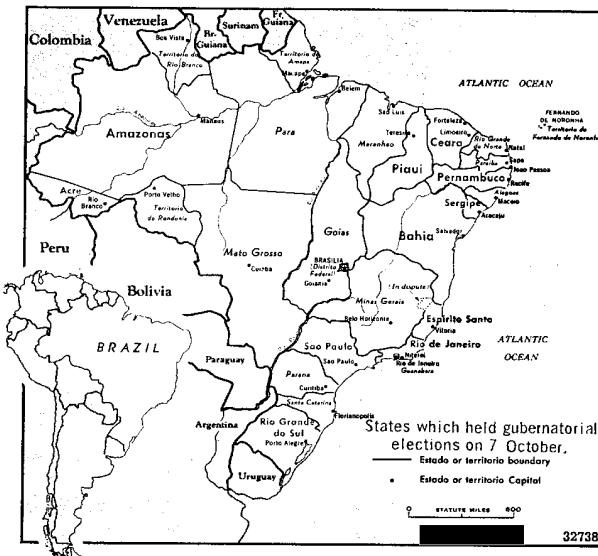 Venezuela
Surinam
Fr. Guiana
Colombia
Boa Vista
Br. Guiana
Territorio do Rio Branco
Territorio do Amapa
Macapa
ATLANTIC OCEAN
Belem
Sao Luis
Fortaleza
FERNANDO DE NORONHA
Territorio de Fernando de Noronha
Manaus
Amazonas
Para
Maranhao
Teresina
Limoeiro
Ceara
Rio Grande do Norte
Natal
Paraiba
Sape
Joao Pessoa
Piaui
Pernambuco
Recife
Acre
Rio Branco
Porto Velho
Territorio de Rondonia
Alagoas
Maceio
Sergipe
Aracaju
Goias
Bahia
Salvador
Peru
Mato Grosso
Cuiaba
BRASILIA
(Distrito Federal)
Goiania
Bolivia
(In dispute)
Minas Gerais
Belo Horizonte
Espirito Santo
Vitoria
BRAZIL
Sao Paulo
Sao Paulo
Rio de Janeiro
Niteroi
Rio de Janeiro
Guanabara
ATLANTIC OCEAN
Paraguay
Parana
Curitiba
Santa Catarina
Florianopolis
Argentina
Rio Grande do Sul
Porto Alegre
Uruguay
States which held gubernatorial
elections on 7 October.
Estado or territorio boundary
Estado or territorio Capital
0 STATUTE MILES 600
32738